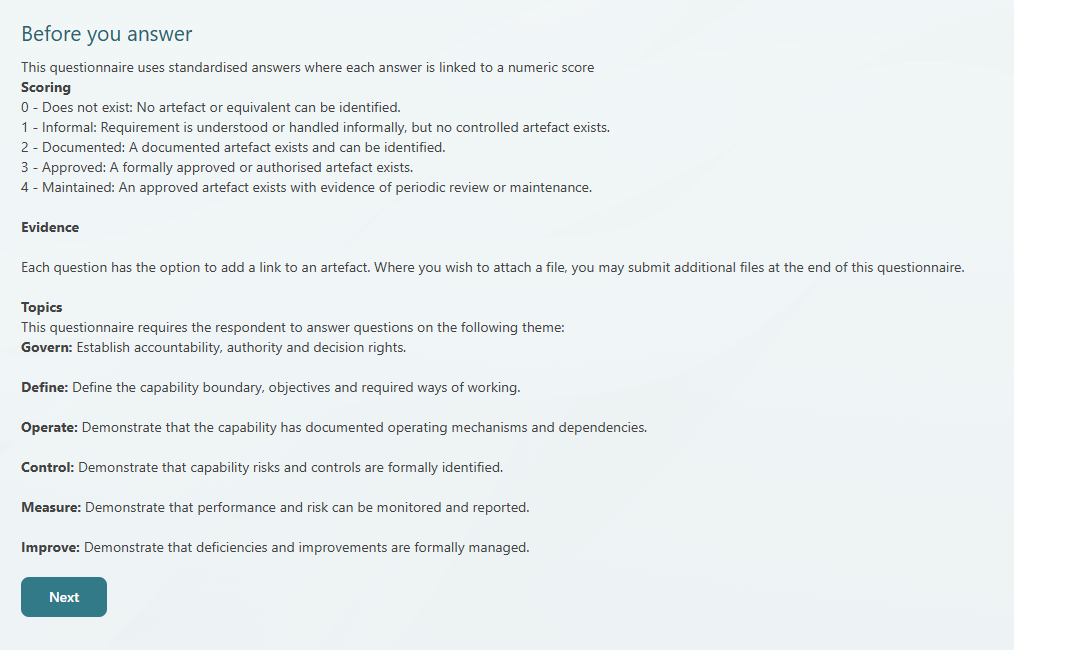 Before you answer
This questionnaire uses standardised answers where each answer is linked to a numeric score
Scoring
0 - Does not exist: No artefact or equivalent can be identified.
1 - Informal: Requirement is understood or handled informally, but no controlled artefact exists.
2 - Documented: A documented artefact exists and can be identified.
3 - Approved: A formally approved or authorised artefact exists.
4 - Maintained: An approved artefact exists with evidence of periodic review or maintenance.
Evidence
Each question has the option to add a link to an artefact. Where you wish to attach a file, you may submit additional files at the end of this questionnaire.
Topics
This questionnaire requires the respondent to answer questions on the following theme:
Govern: Establish accountability, authority and decision rights.
Define: Define the capability boundary, objectives and required ways of working.
Operate: Demonstrate that the capability has documented operating mechanisms and dependencies.
Control: Demonstrate that capability risks and controls are formally identified.
Measure: Demonstrate that performance and risk can be monitored and reported.
Improve: Demonstrate that deficiencies and improvements are formally managed.
Next